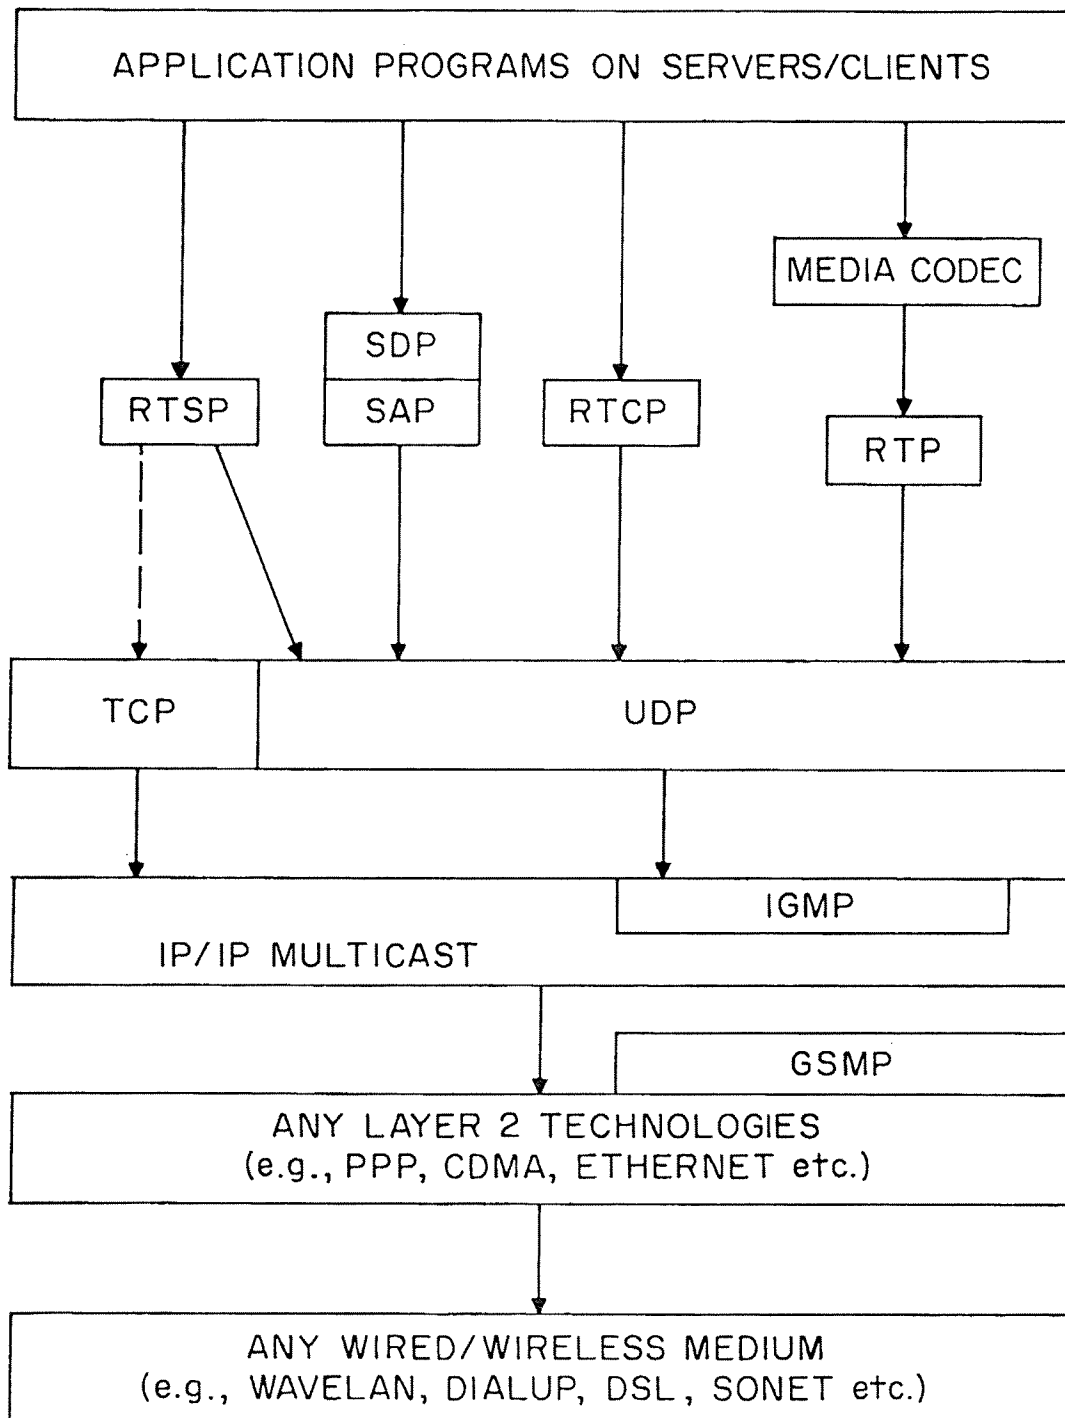 APPLICATION PROGRAMS ON SERVERS/CLIENTS
MEDIA CODEC
SDP
RTSP
SAP
RTCP
RTP
TCP
UDP
IGMP
IP/IP MULTICAST
GSMP
ANY LAYER 2 TECHNOLOGIES
(e.g., PPP, CDMA, ETHERNET etc.)
ANY WIRED/WIRELESS MEDIUM
(e.g., WAVELAN, DIALUP, DSL, SONET etc.)